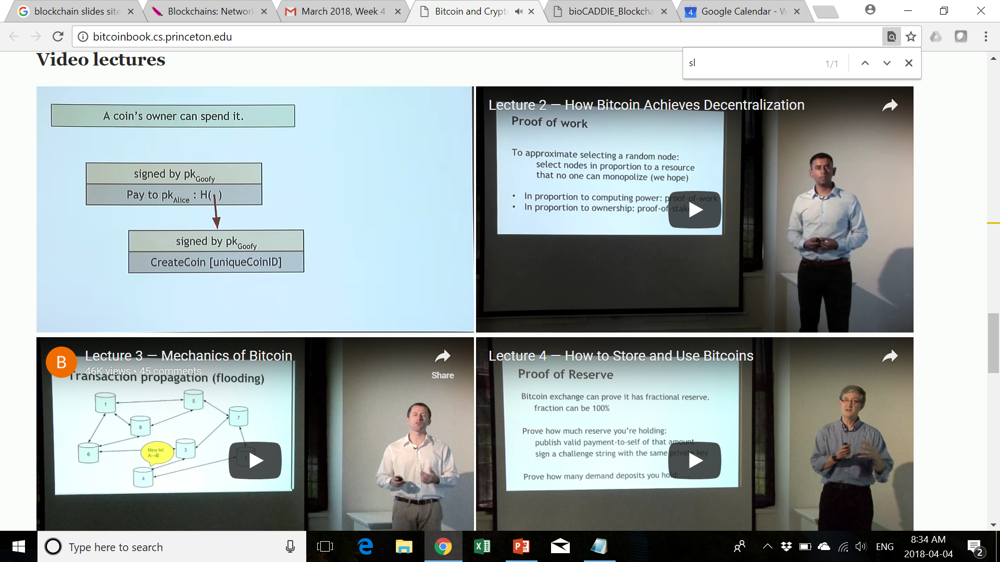 blockchain slides site
Blockchains: Network
March 2018, Week 4
Bitcoin and Crypto
bioCADDIE_Blockcha
4
Google Calendar - W
bitcoinbook.cs.princeton.edu
sl
1/1
Video lectures
A coin's owner can spend it.
signed by pkGoofy
Pay to pkAlice : H( )
signed by pkGoofy
CreateCoin [uniqueCoinID]
Lecture 2 — How Bitcoin Achieves Decentralization
Proof of work
To approximate selecting a random node:
select nodes in proportion to a resource
that no one can monopolize (we hope)
• In proportion to computing power: proof-of-work
• In proportion to ownership: proof-of-stake
B
Lecture 3 — Mechanics of Bitcoin
46K views • 45 comments
Share
Transaction propagation (flooding)
1
5
7
8
6
New tx!
A→B
3
2
4
Lecture 4 — How to Store and Use Bitcoins
Proof of Reserve
Bitcoin exchange can prove it has fractional reserve.
fraction can be 100%
Prove how much reserve you're holding:
publish valid payment-to-self of that amount
sign a challenge string with the same private key
Prove how many demand deposits you hold: ...
Type here to search
ENG
8:34 AM
2018-04-04
2